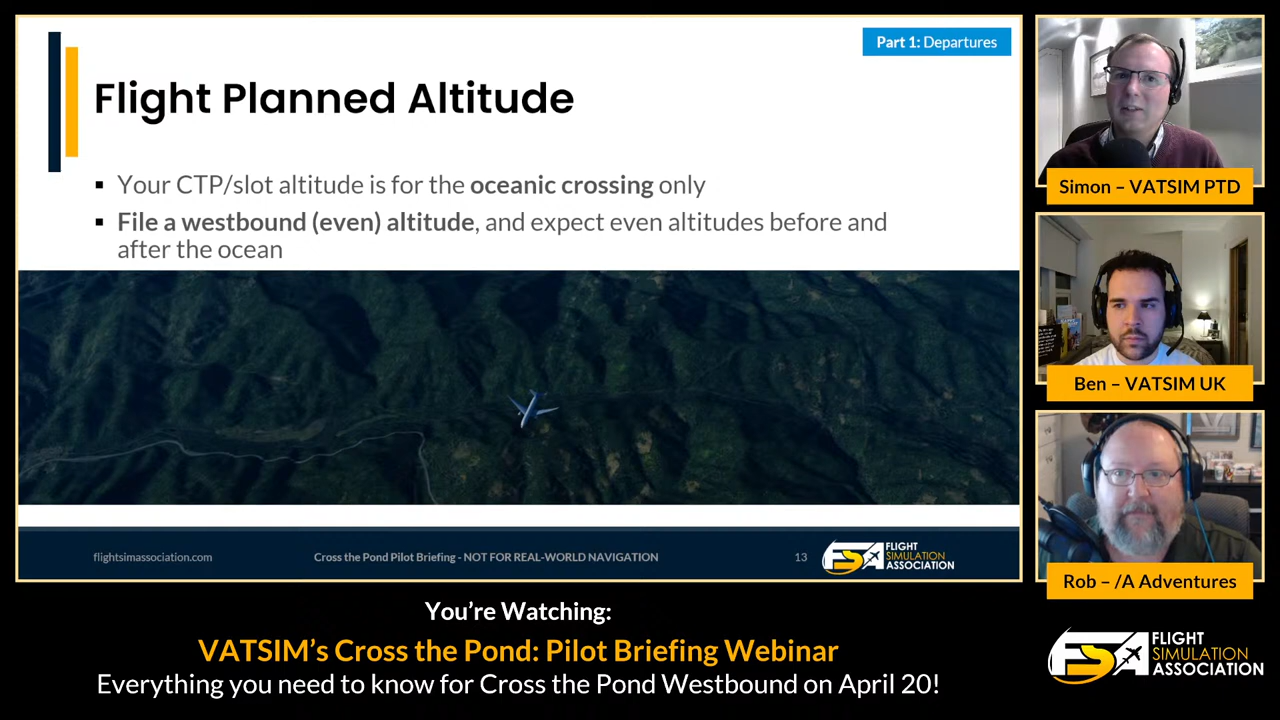 Part 1: Departures
Flight Planned Altitude
▪ Your CTP/slot altitude is for the oceanic crossing only
▪ File a westbound (even) altitude, and expect even altitudes before and
after the ocean
flightsimassociation.com
Cross the Pond Pilot Briefing - NOT FOR REAL-WORLD NAVIGATION
13
FSA FLIGHT
SIMULATION
ASSOCIATION
Simon – VATSIM PTD
Ben – VATSIM UK
Rob – /A Adventures
You're Watching:
VATSIM's Cross the Pond: Pilot Briefing Webinar
Everything you need to know for Cross the Pond Westbound on April 20!
FSA FLIGHT
SIMULATION
ASSOCIATION